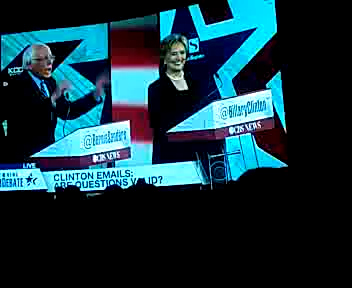 @BernieSanders
CBS NEWS
@HillaryClinton
CBS NEWS
LIVE
DEBATE
CLINTON EMAILS:
ARE QUESTIONS VALID?